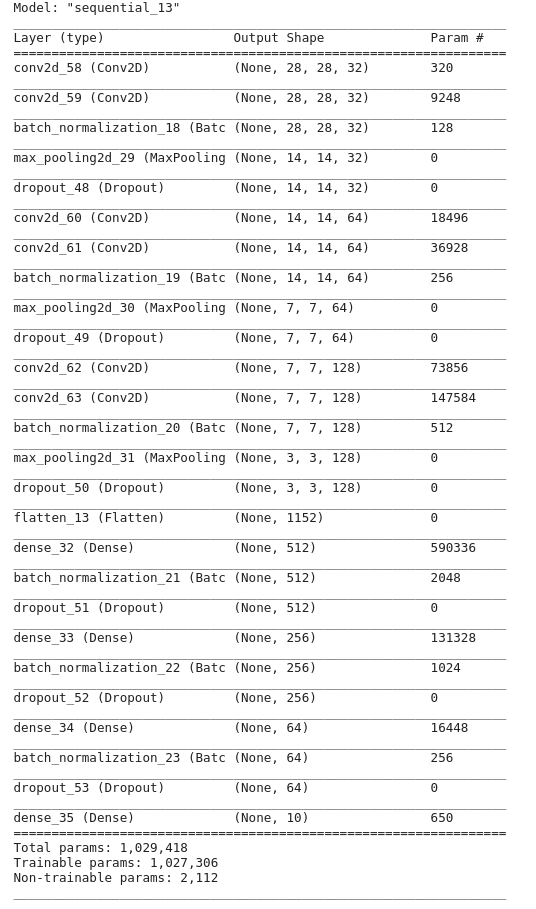 Model: "sequential_13"
Layer (type) Output Shape Param #
conv2d_58 (Conv2D) (None, 28, 28, 32) 320
conv2d_59 (Conv2D) (None, 28, 28, 32) 9248
batch_normalization_18 (Batc (None, 28, 28, 32) 128
max_pooling2d_29 (MaxPooling (None, 14, 14, 32) 0
dropout_48 (Dropout) (None, 14, 14, 32) 0
conv2d_60 (Conv2D) (None, 14, 14, 64) 18496
conv2d_61 (Conv2D) (None, 14, 14, 64) 36928
batch_normalization_19 (Batc (None, 14, 14, 64) 256
max_pooling2d_30 (MaxPooling (None, 7, 7, 64) 0
dropout_49 (Dropout) (None, 7, 7, 64) 0
conv2d_62 (Conv2D) (None, 7, 7, 128) 73856
conv2d_63 (Conv2D) (None, 7, 7, 128) 147584
batch_normalization_20 (Batc (None, 7, 7, 128) 512
max_pooling2d_31 (MaxPooling (None, 3, 3, 128) 0
dropout_50 (Dropout) (None, 3, 3, 128) 0
flatten_13 (Flatten) (None, 1152) 0
dense_32 (Dense) (None, 512) 590336
batch_normalization_21 (Batc (None, 512) 2048
dropout_51 (Dropout) (None, 512) 0
dense_33 (Dense) (None, 256) 131328
batch_normalization_22 (Batc (None, 256) 1024
dropout_52 (Dropout) (None, 256) 0
dense_34 (Dense) (None, 64) 16448
batch_normalization_23 (Batc (None, 64) 256
dropout_53 (Dropout) (None, 64) 0
dense_35 (Dense) (None, 10) 650
Total params: 1,029,418
Trainable params: 1,027,306
Non-trainable params: 2,112